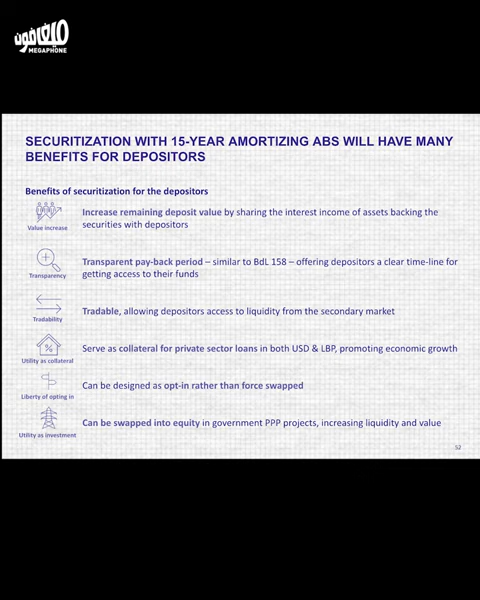 ميغافون
MEGAPHONE
SECURITIZATION WITH 15-YEAR AMORTIZING ABS WILL HAVE MANY
BENEFITS FOR DEPOSITORS
Benefits of securitization for the depositors
Value increase
Increase remaining deposit value by sharing the interest income of assets backing the
securities with depositors
Transparency
Transparent pay-back period – similar to BdL 158 – offering depositors a clear time-line for
getting access to their funds
Tradability
Tradable, allowing depositors access to liquidity from the secondary market
%
Utility as collateral
Serve as collateral for private sector loans in both USD & LBP, promoting economic growth
Liberty of opting in
Can be designed as opt-in rather than force swapped
Utility as investment
Can be swapped into equity in government PPP projects, increasing liquidity and value
52